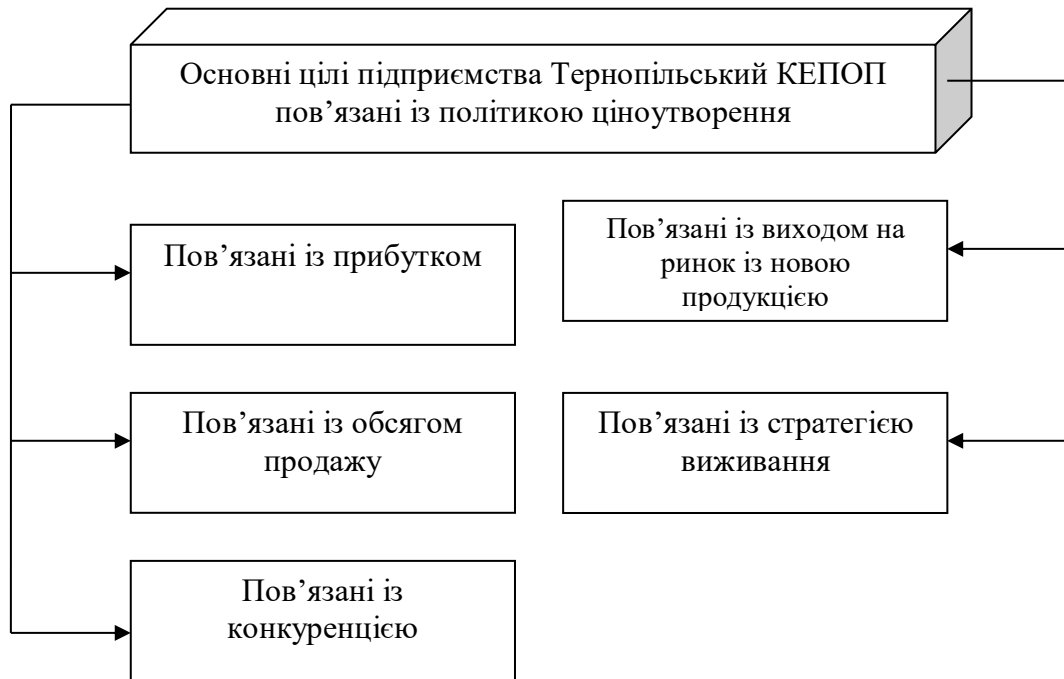 Основні цілі підприємства Тернопільський КЕПОП
пов’язані із політикою ціноутворення
Пов’язані із прибутком
Пов’язані із виходом на
ринок із новою
продукцією
Пов’язані із обсягом
продажу
Пов’язані із стратегією
виживання
Пов’язані із
конкуренцією